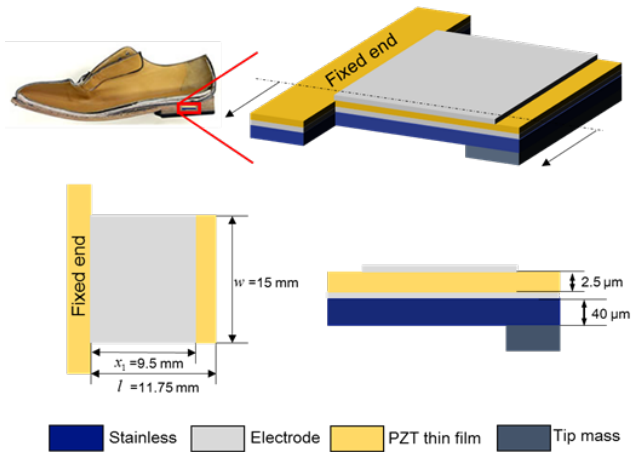 Fixed end
Fixed end
w = 15 mm
2.5 μm
40 μm
x₁ =9.5 mm
l = 11.75 mm
Stainless
Electrode
PZT thin film
Tip mass